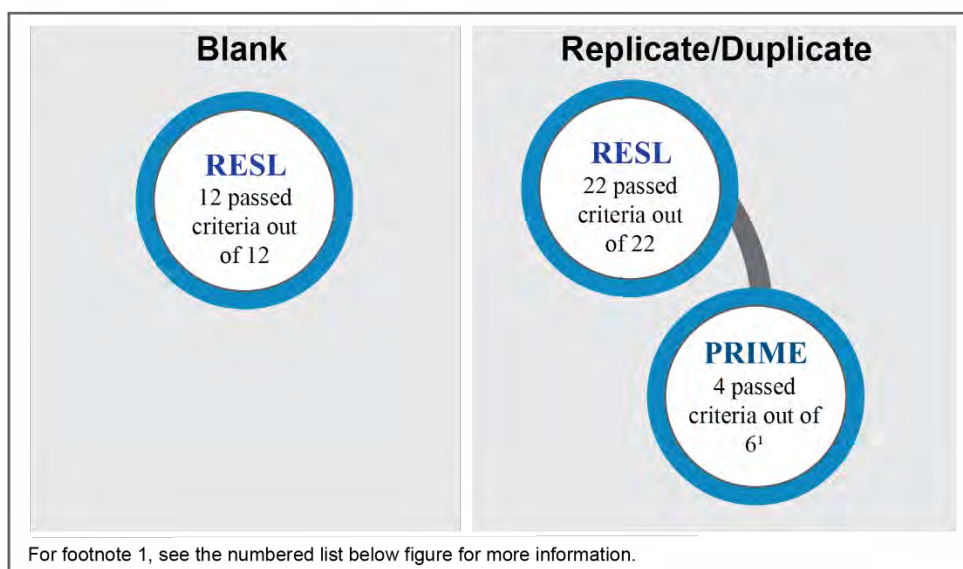 Blank
RESL
12 passed
criteria out
of 12
Replicate/Duplicate
RESL
22 passed
criteria out
of 22
PRIME
4 passed
criteria out of
6¹
For footnote 1, see the numbered list below figure for more information.